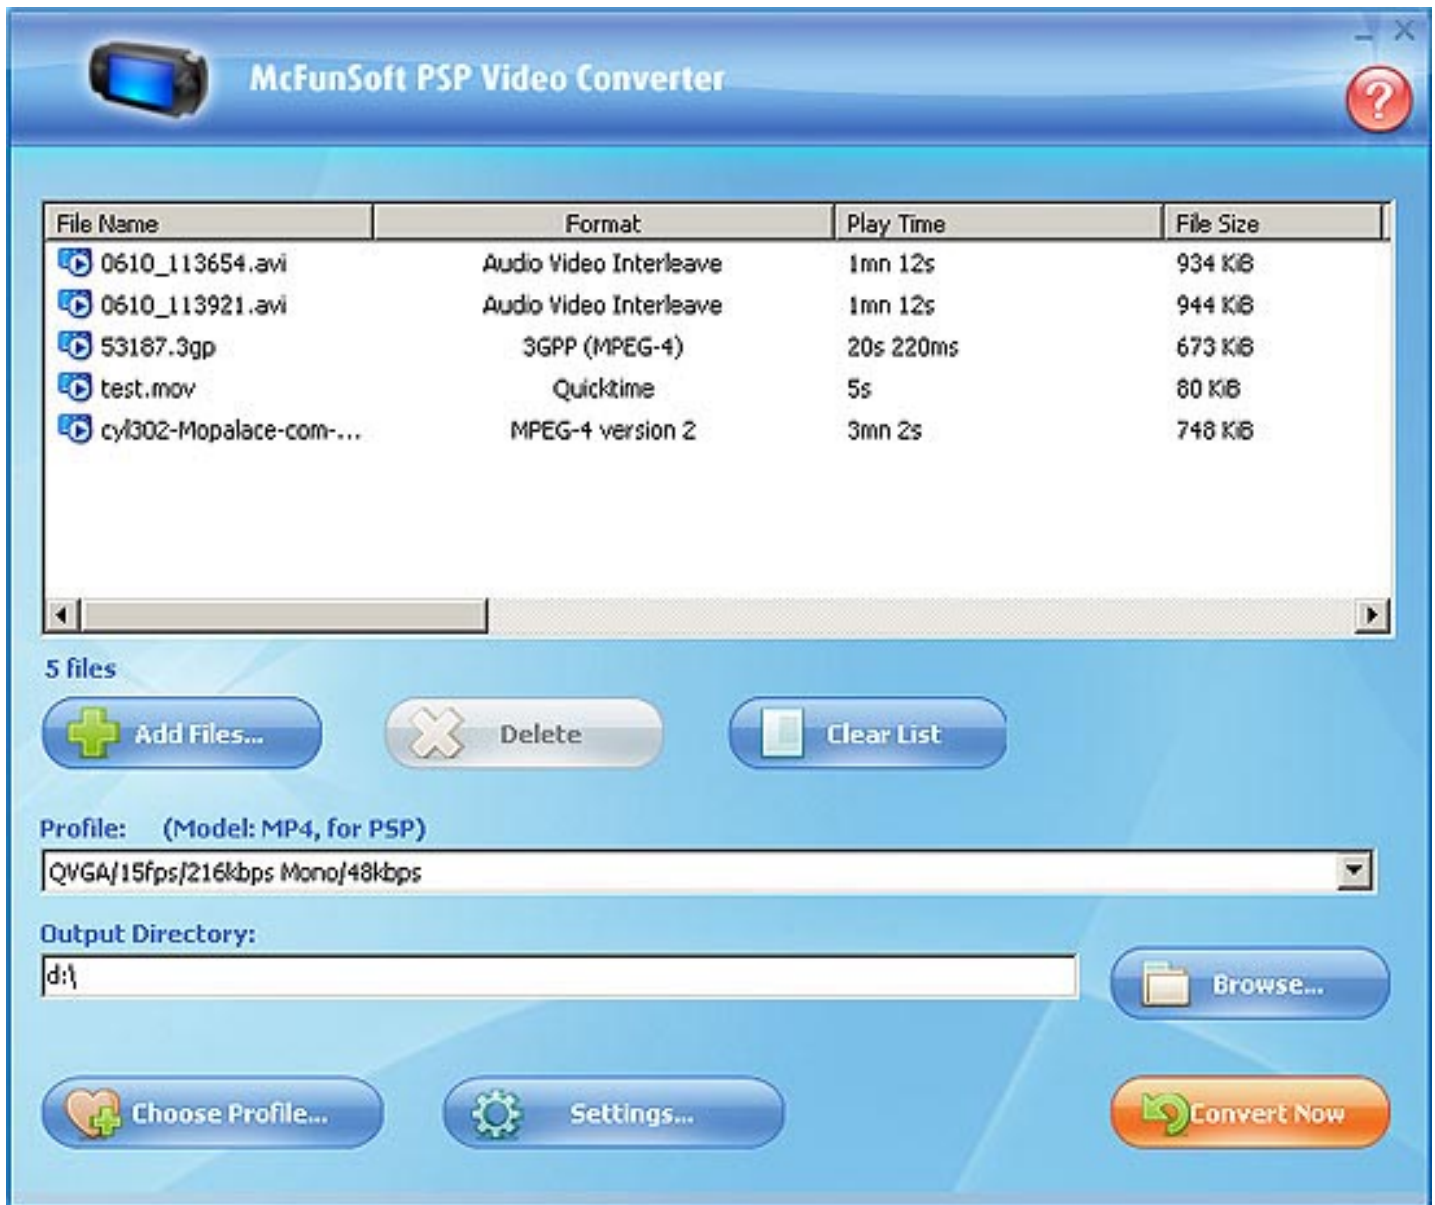 McFunSoft PSP Video Converter
?
File Name Format Play Time File Size
0610_113654.avi Audio Video Interleave 1mn 12s 934 KiB
0610_113921.avi Audio Video Interleave 1mn 12s 944 KiB
53187.3gp 3GPP (MPEG-4) 20s 220ms 673 KiB
test.mov Quicktime 5s 80 KiB
cyl302-Mopalace-com-... MPEG-4 version 2 3mn 2s 748 KiB
5 files
Add Files... Delete Clear List
Profile: (Model: MP4, for PSP)
QVGA/15fps/216kbps Mono/48kbps
Output Directory:
d:\
Browse...
Choose Profile... Settings... Convert Now